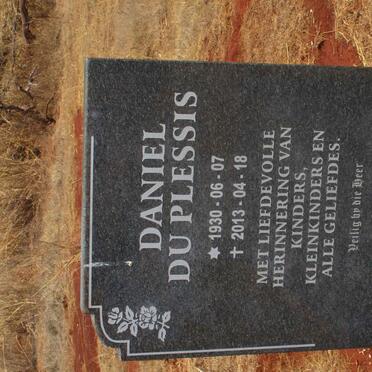 DANIEL
DU PLESSIS
★ 1930 - 06 - 07
✝ 2013 - 04 - 18
MET LIEFDEVOLLE
HERINNERING VAN
KINDERS,
KLEINKINDERS EN
ALLE GELIEFDES.
Veilig by die Heer